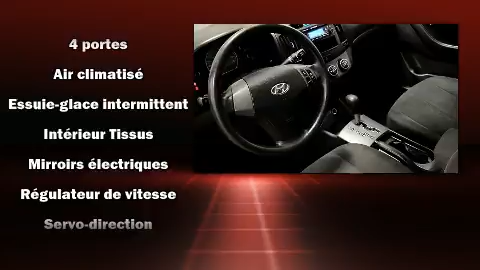 4 portes
Air climatisé
Essuie-glace intermittent
Intérieur Tissus
Mirroirs électriques
Régulateur de vitesse
Servo-direction